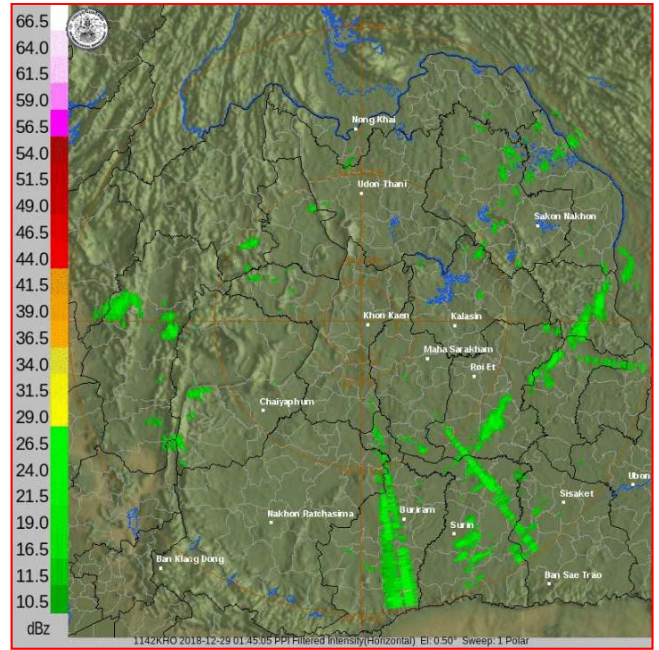 66.5
64.0
61.5
59.0
56.5
54.0
51.5
49.0
46.5
44.0
41.5
39.0
36.5
34.0
31.5
29.0
26.5
24.0
21.5
19.0
16.5
11.5
10.5
dBz
Nong Khai
Udon Thani
Sakon Nakhon
Khon Kaen
Kalasin
Maha Sarakham
Roi Et
Chaiyaphum
Ubon
Sisaket
Nakhon Ratchasima
Buriram
Surin
Ban Klang Dong
Ban Sae Trao
1142KHO 2018-12-29 01:45:05 PPI Filtered Intensity(Horizontal) El: 0.50° Sweep: 1 Polar